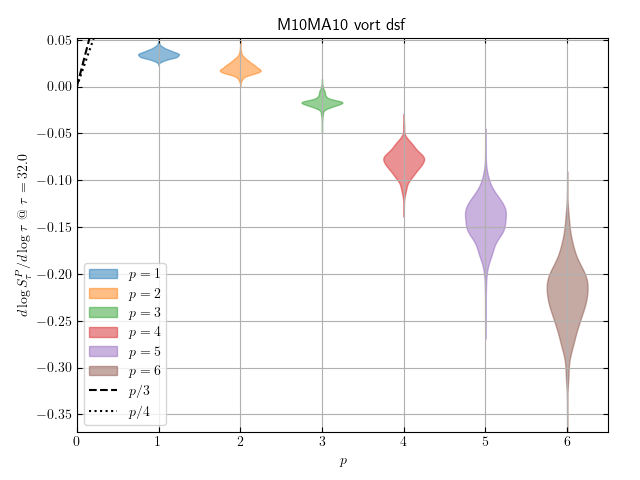 M10MA10 vort dsf
d log S_τ^P / d log τ @ τ = 32.0
0.05
0.00
−0.05
−0.10
−0.15
−0.20
−0.25
−0.30
−0.35
p = 1
p = 2
p = 3
p = 4
p = 5
p = 6
p/3
p/4
0 1 2 3 4 5 6
p